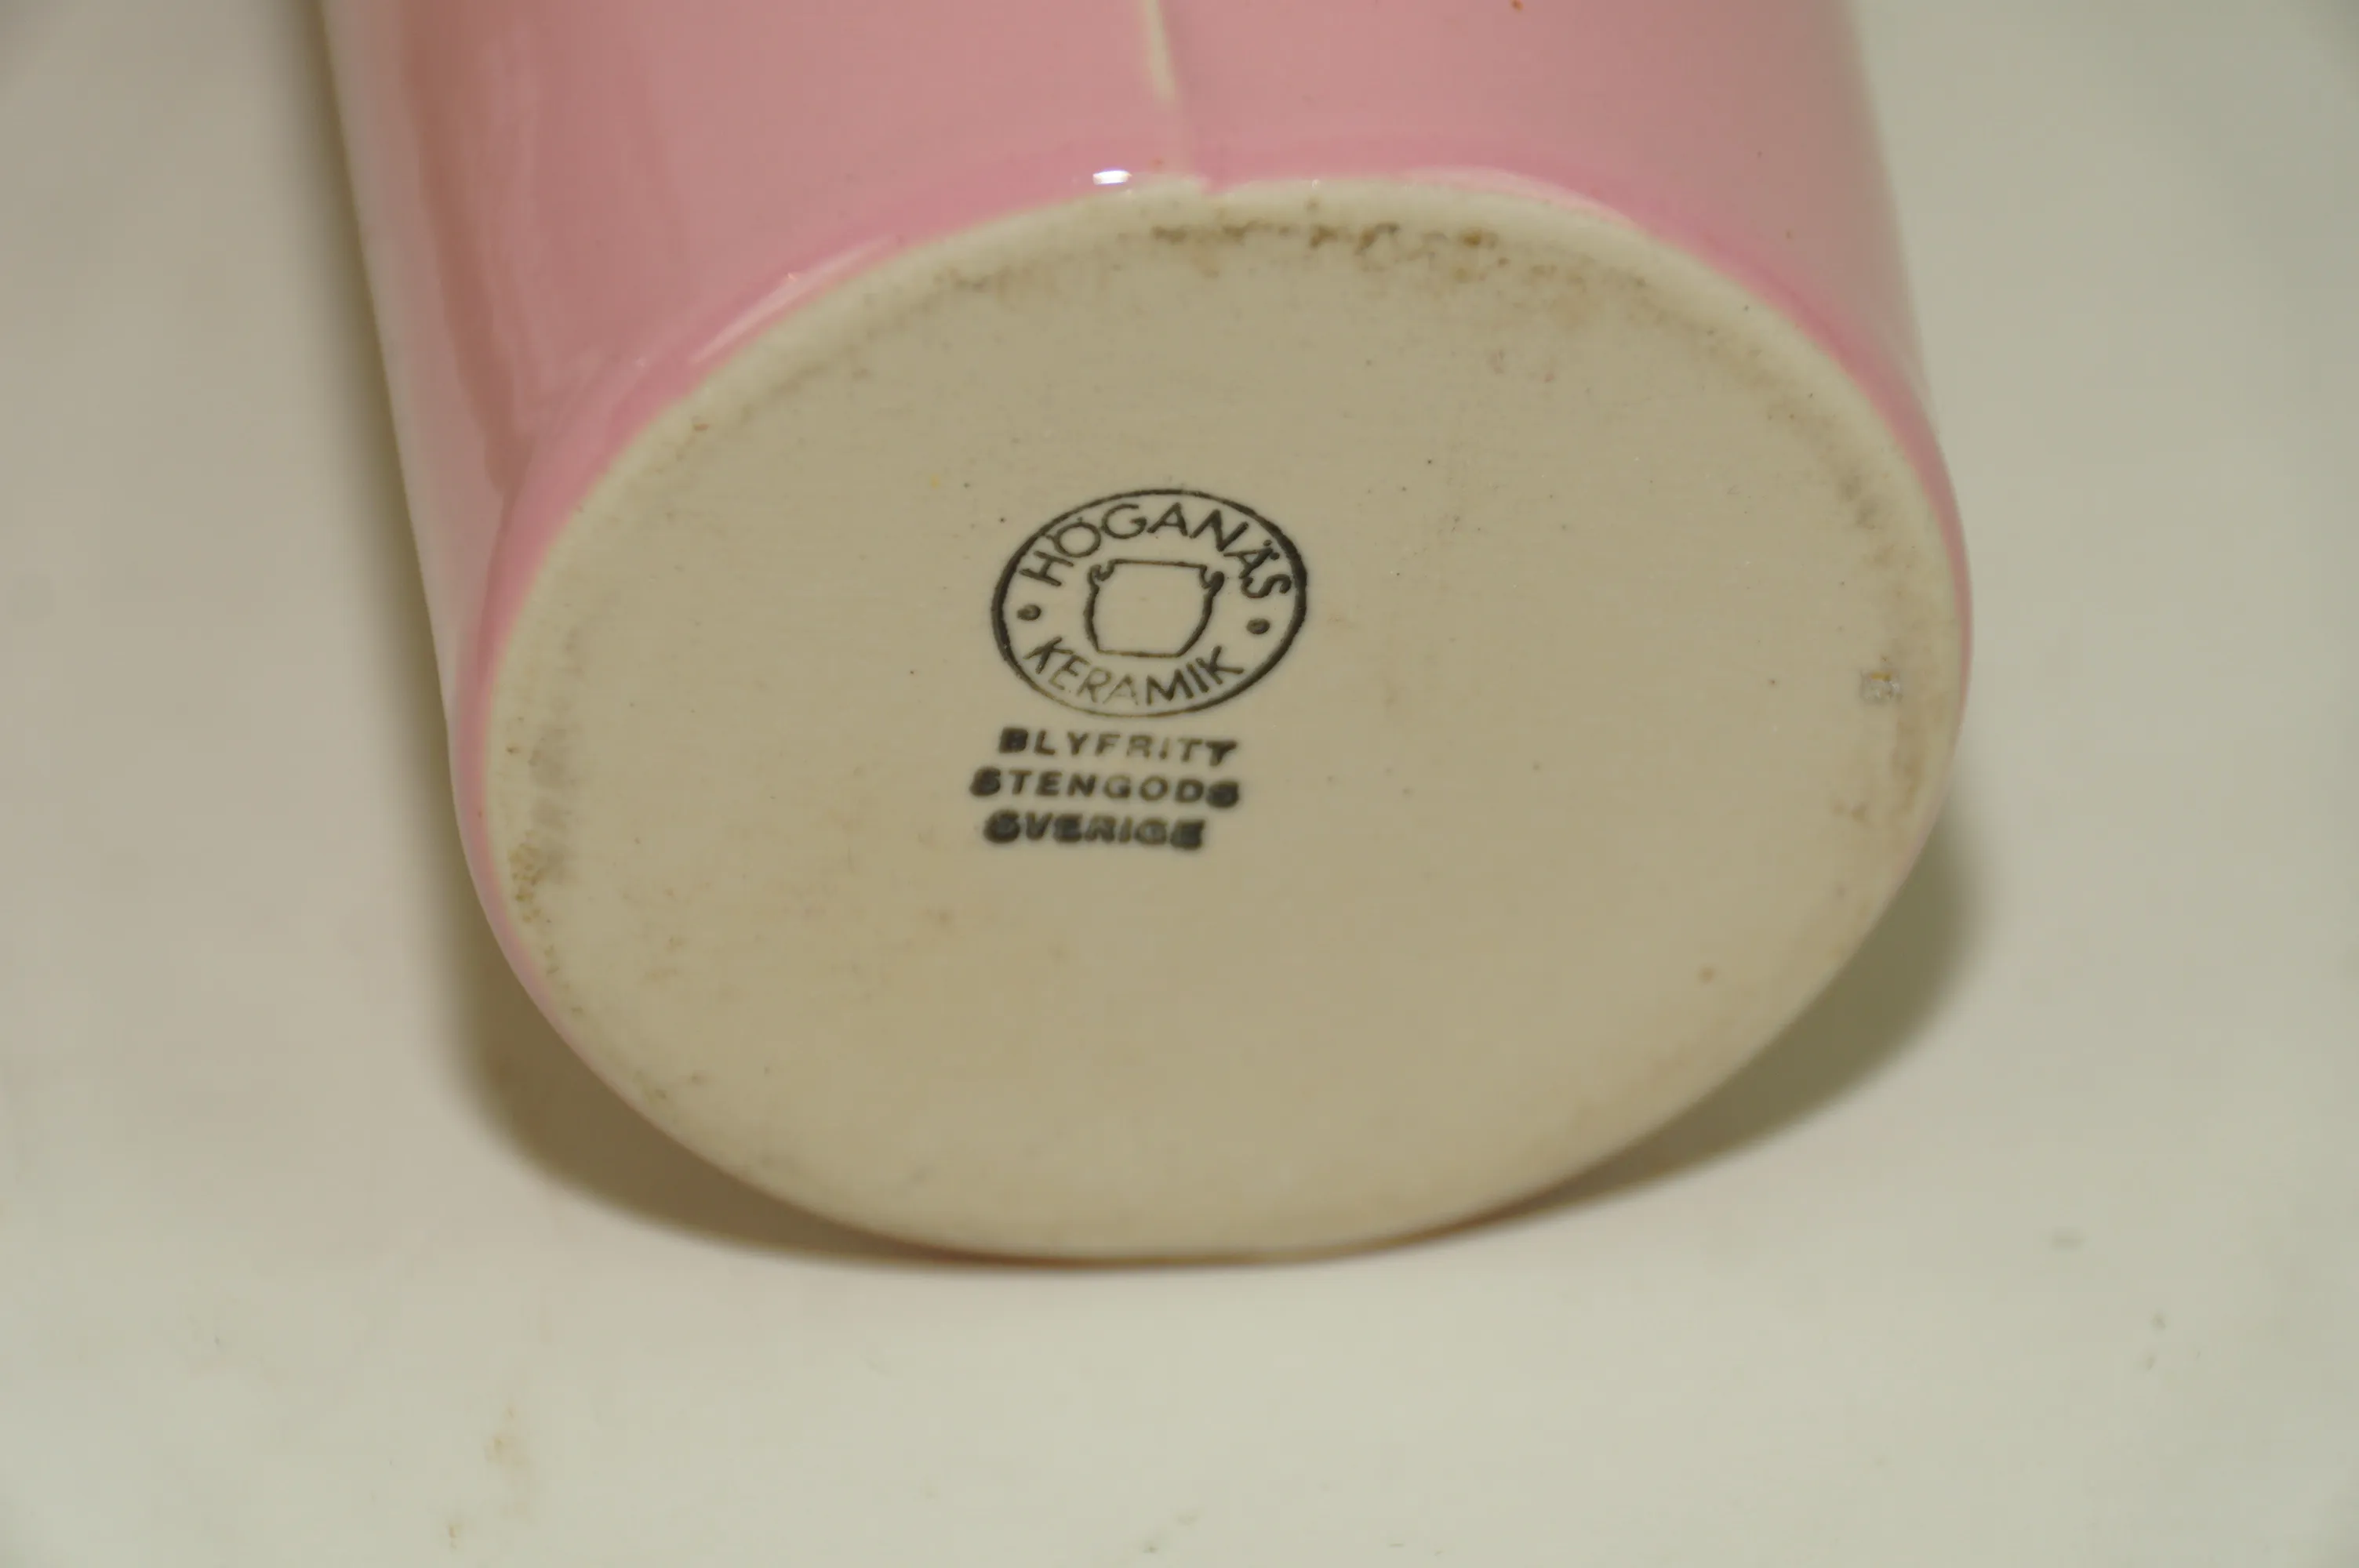 HÖGANÄS
KERAMIK
BLYFRITT
STENGODS
SVERIGE